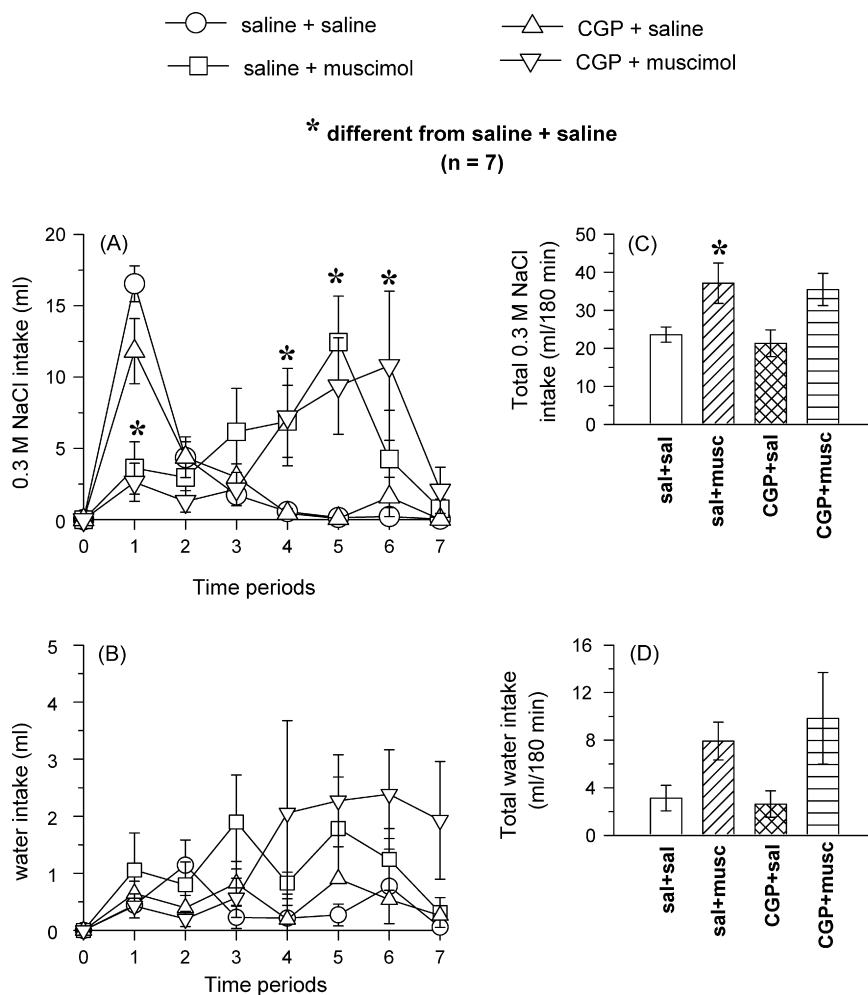 saline + saline
CGP + saline
saline + muscimol
CGP + muscimol
* different from saline + saline
(n = 7)
(A)
0.3 M NaCl intake (ml)
20
15
10
5
0
*
*
*
*
0 1 2 3 4 5 6 7
Time periods
(C)
Total 0.3 M NaCl
intake (ml/180 min)
50
40
30
20
10
0
*
sal+sal
sal+musc
CGP+sal
CGP+musc
(B)
water intake (ml)
5
4
3
2
1
0
0 1 2 3 4 5 6 7
Time periods
(D)
Total water intake
(ml/180 min)
16
12
8
4
0
sal+sal
sal+musc
CGP+sal
CGP+musc